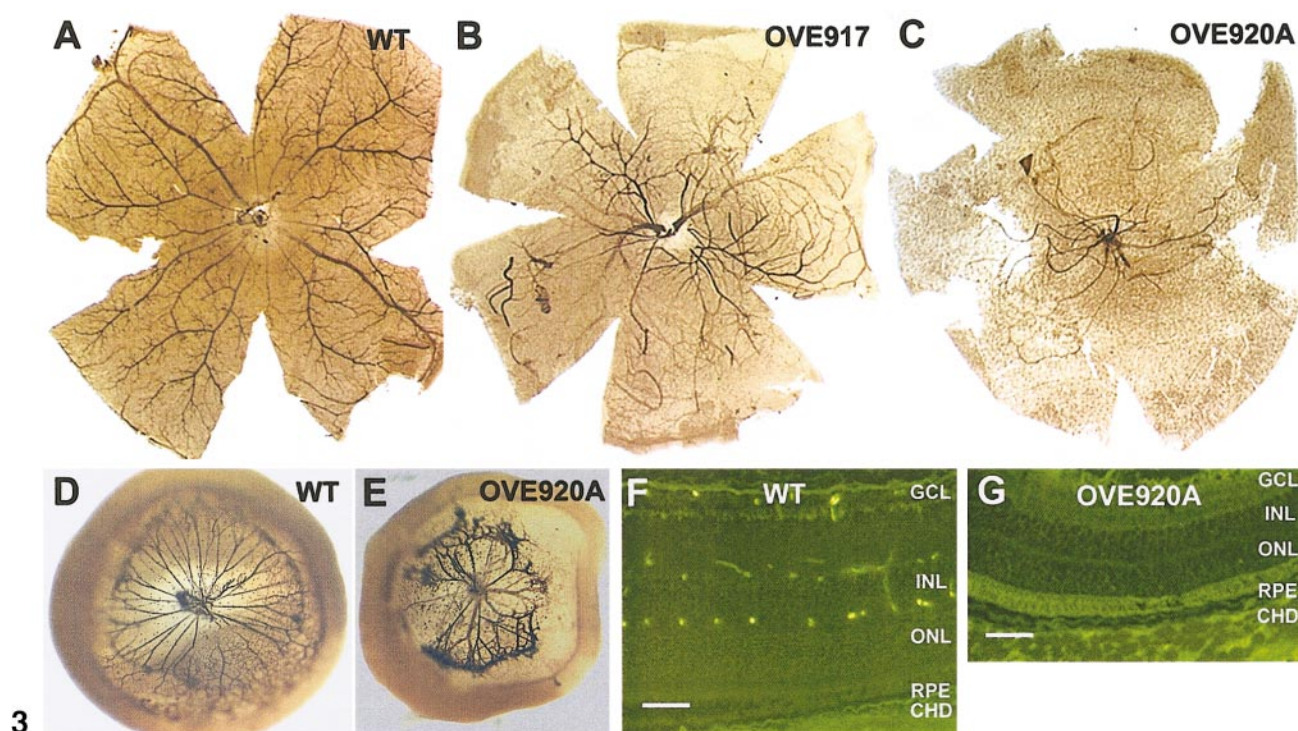 A
WT
B
OVE917
C
OVE920A
D
WT
E
OVE920A
F
WT
GCL
INL
ONL
RPE
CHD
G
OVE920A
GCL
INL
ONL
RPE
CHD
3